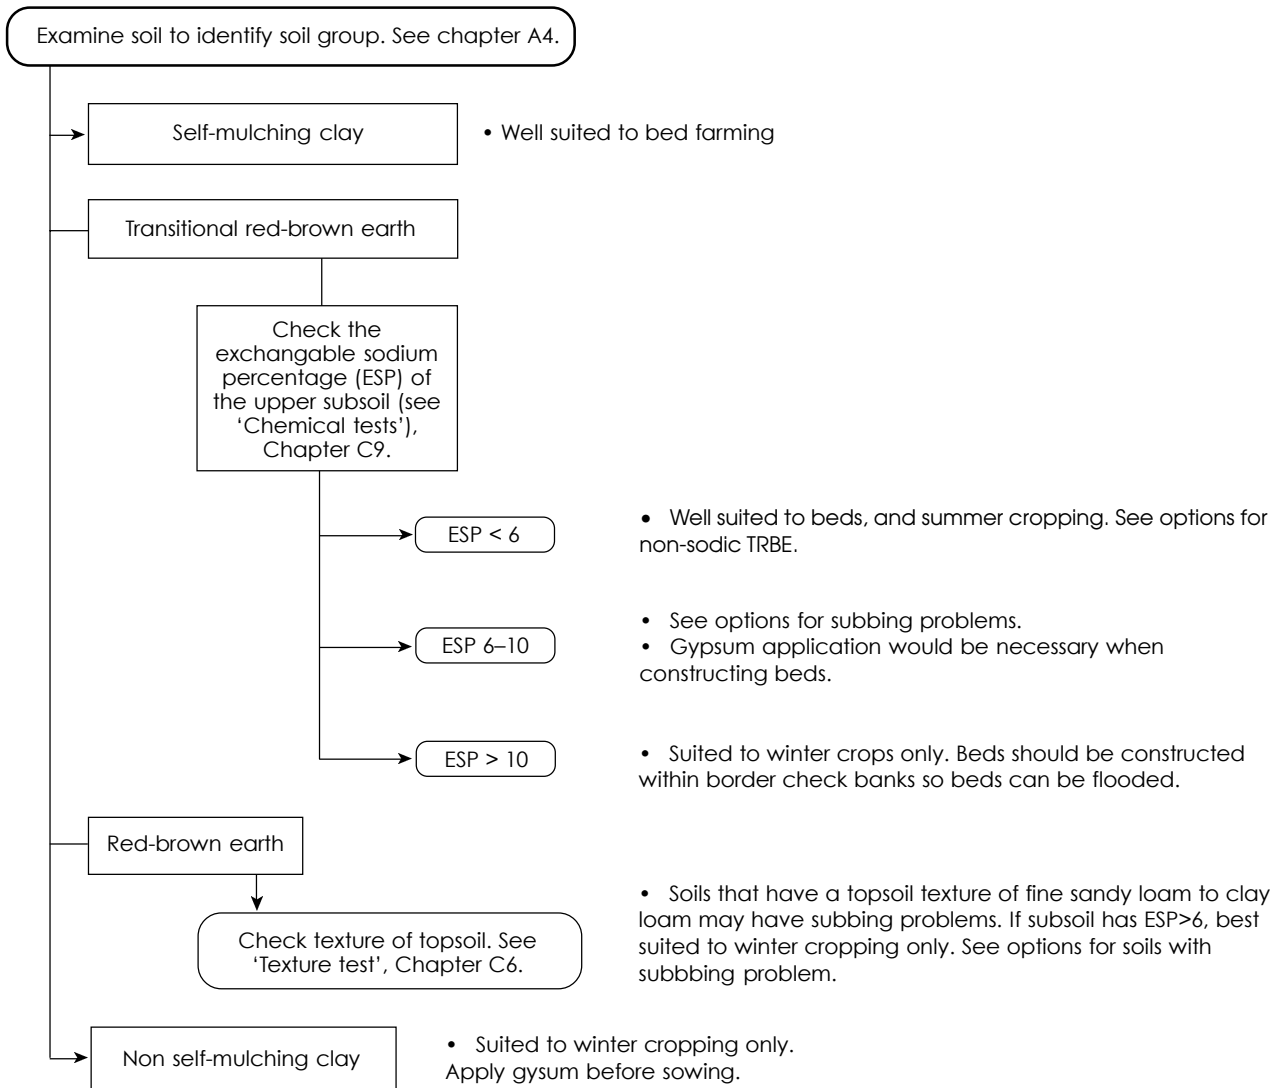 Examine soil to identify soil group. See chapter A4.
Self-mulching clay
• Well suited to bed farming
Transitional red-brown earth
Check the
exchangable sodium
percentage (ESP) of
the upper subsoil (see
‘Chemical tests’),
Chapter C9.
ESP < 6
• Well suited to beds, and summer cropping. See options for
non-sodic TRBE.
ESP 6–10
• See options for subbing problems.
• Gypsum application would be necessary when
constructing beds.
ESP > 10
• Suited to winter crops only. Beds should be constructed
within border check banks so beds can be flooded.
Red-brown earth
Check texture of topsoil. See
‘Texture test’, Chapter C6.
• Soils that have a topsoil texture of fine sandy loam to clay
loam may have subbing problems. If subsoil has ESP>6, best
suited to winter cropping only. See options for soils with
subbbing problem.
Non self-mulching clay
• Suited to winter cropping only.
Apply gysum before sowing.